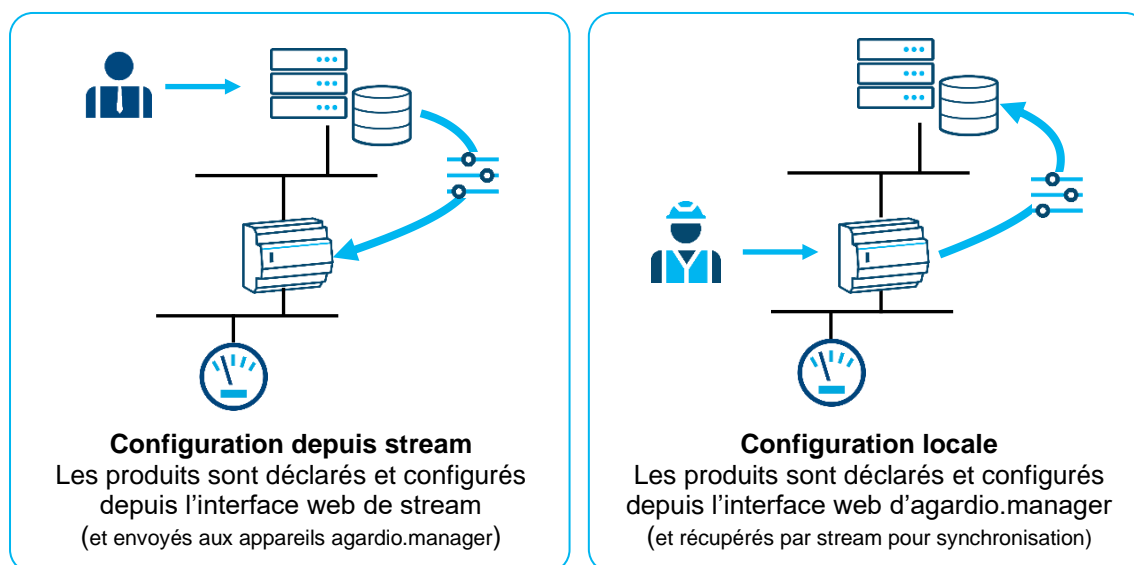 Configuration depuis stream
Les produits sont déclarés et configurés
depuis l’interface web de stream
(et envoyés aux appareils agardio.manager)
Configuration locale
Les produits sont déclarés et configurés
depuis l’interface web d’agardio.manager
(et récupérés par stream pour synchronisation)